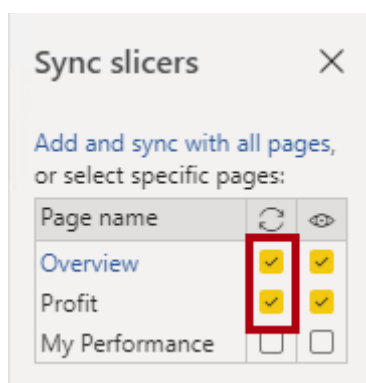 Sync slicers
Add and sync with all pages,
or select specific pages:
Page name
Overview
Profit
My Performance